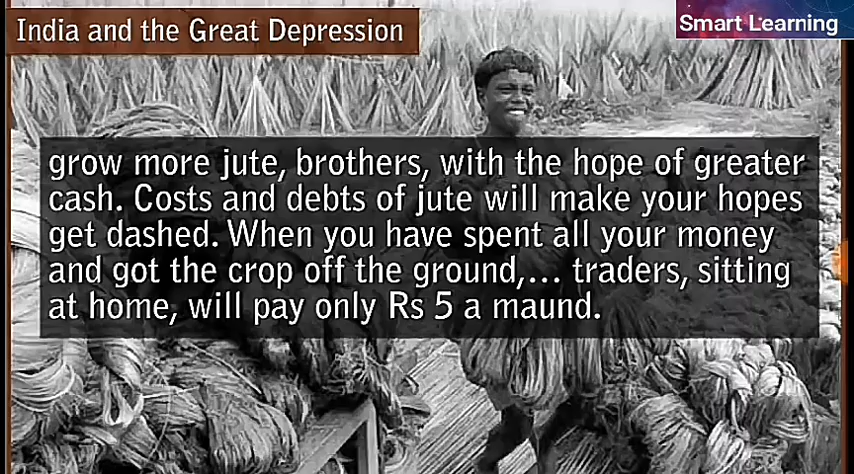 India and the Great Depression
Smart Learning
grow more jute, brothers, with the hope of greater
cash. Costs and debts of jute will make your hopes
get dashed. When you have spent all your money
and got the crop off the ground,... traders, sitting
at home, will pay only Rs 5 a maund.